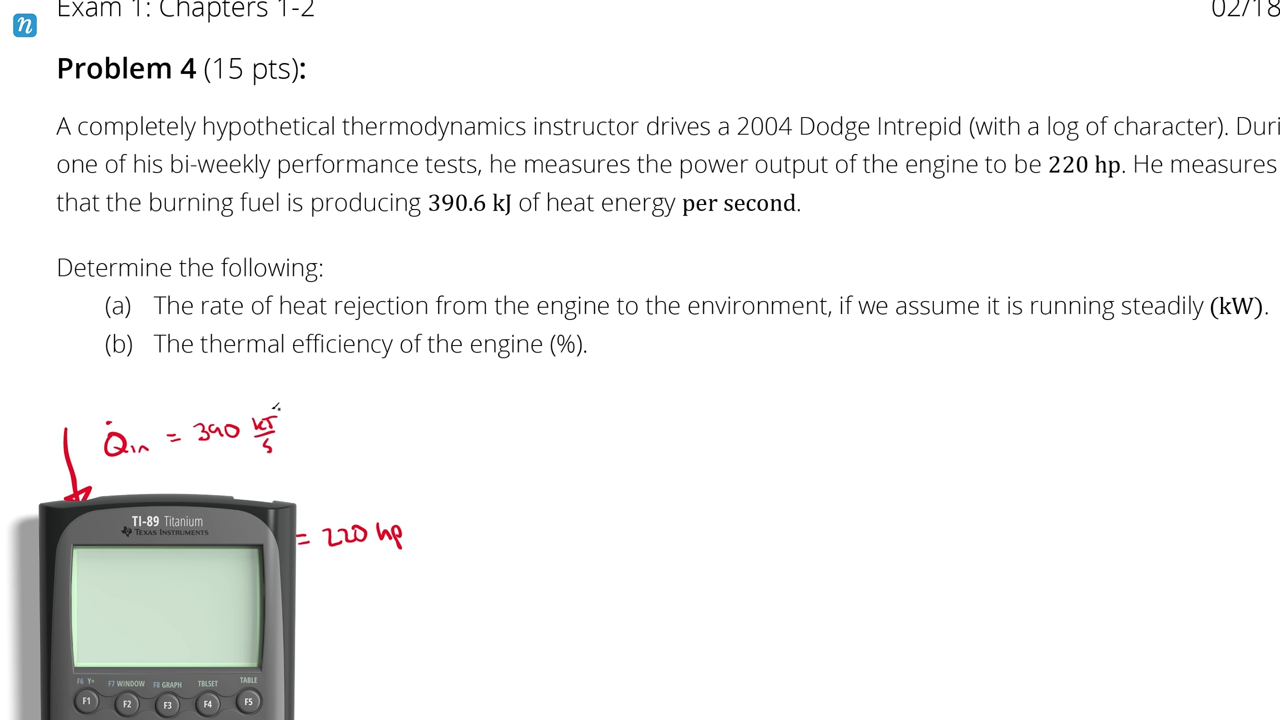 Exam 1: Chapters 1-2 02/18
n
Problem 4 (15 pts):
A completely hypothetical thermodynamics instructor drives a 2004 Dodge Intrepid (with a log of character). Duri
one of his bi-weekly performance tests, he measures the power output of the engine to be 220 hp. He measures
that the burning fuel is producing 390.6 kJ of heat energy per second.
Determine the following:
(a) The rate of heat rejection from the engine to the environment, if we assume it is running steadily (kW).
(b) The thermal efficiency of the engine (%).
Q̇in = 390 kJ/s
TI-89 Titanium
TEXAS INSTRUMENTS
= 220 hp
F6 Y= F7 WINDOW F8 GRAPH TBLSET TABLE
F1 F2 F3 F4 F5